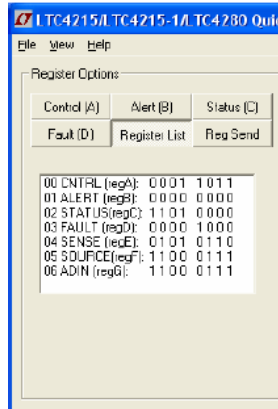 LTC4215/LTC4215-1/LTC4280 Qui
File View Help
Register Options
Control (A) Alert (B) Status (C)
Fault (D) Register List Reg Send
00 CNTRL (regA): 0001 1011
01 ALERT (regB): 0000 0000
02 STATUS(regC): 1101 0000
03 FAULT (regD): 0000 1000
04 SENSE (regE): 0101 0110
05 SOURCE(regF): 1100 0111
06 ADIN (regG): 1100 0111